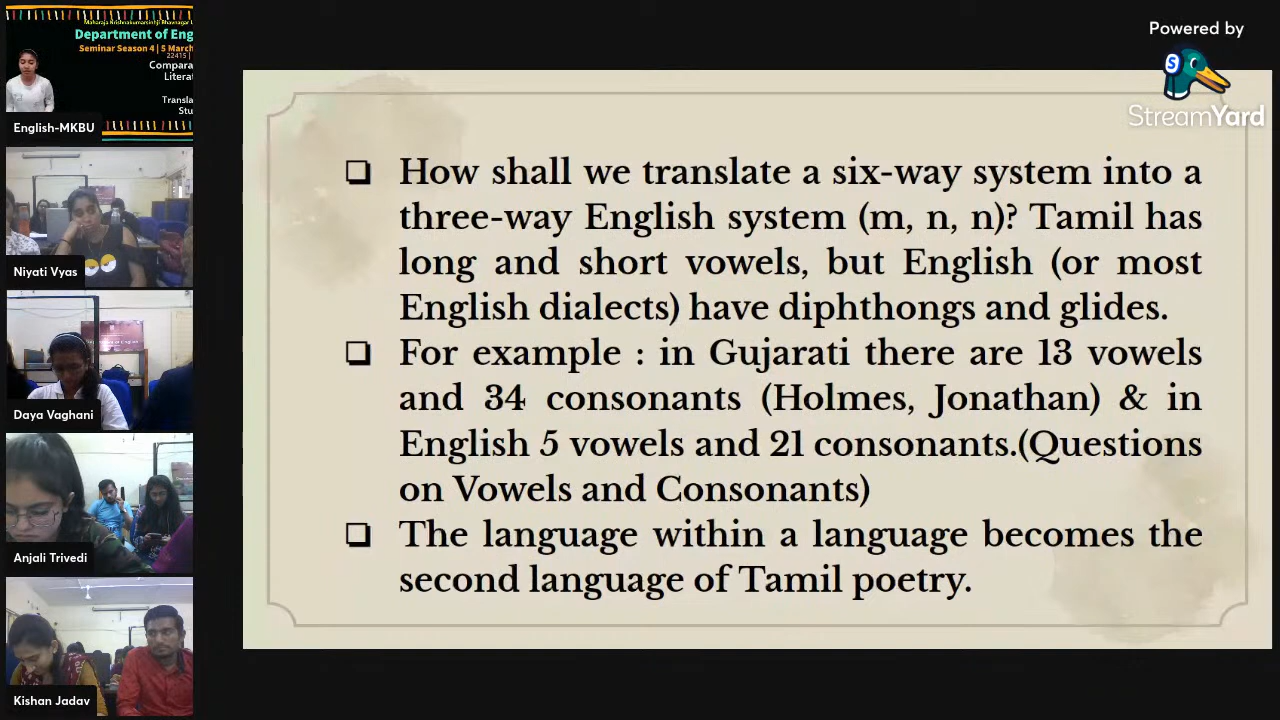 Maharaja Krishnakumarsinhji Bhavnagar
Department of Eng
Seminar Season 4 | 5 March
22415 |
Compara
Literat
Transla
Stu
English-MKBU
Niyati Vyas
Daya Vaghani
Anjali Trivedi
Kishan Jadav
Powered by
S
StreamYard
❑ How shall we translate a six-way system into a
three-way English system (m, n, n)? Tamil has
long and short vowels, but English (or most
English dialects) have diphthongs and glides.
❑ For example : in Gujarati there are 13 vowels
and 34 consonants (Holmes, Jonathan) & in
English 5 vowels and 21 consonants.(Questions
on Vowels and Consonants)
❑ The language within a language becomes the
second language of Tamil poetry.